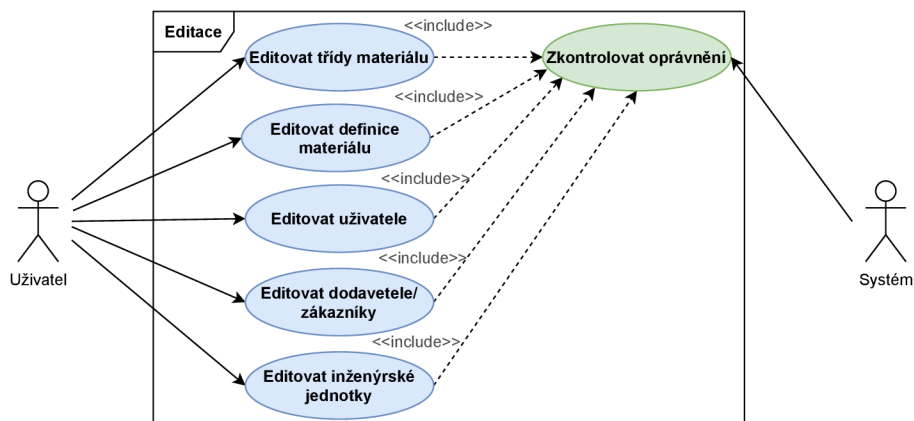 Editace
<<include>>
Editovat třídy materiálu
Zkontrolovat oprávnění
<<include>>
Editovat definice
materiálu
<<include>>
Editovat uživatele
<<include>>
Uživatel
Systém
Editovat dodavetele/
zákazníky
<<include>>
Editovat inženýrské
jednotky